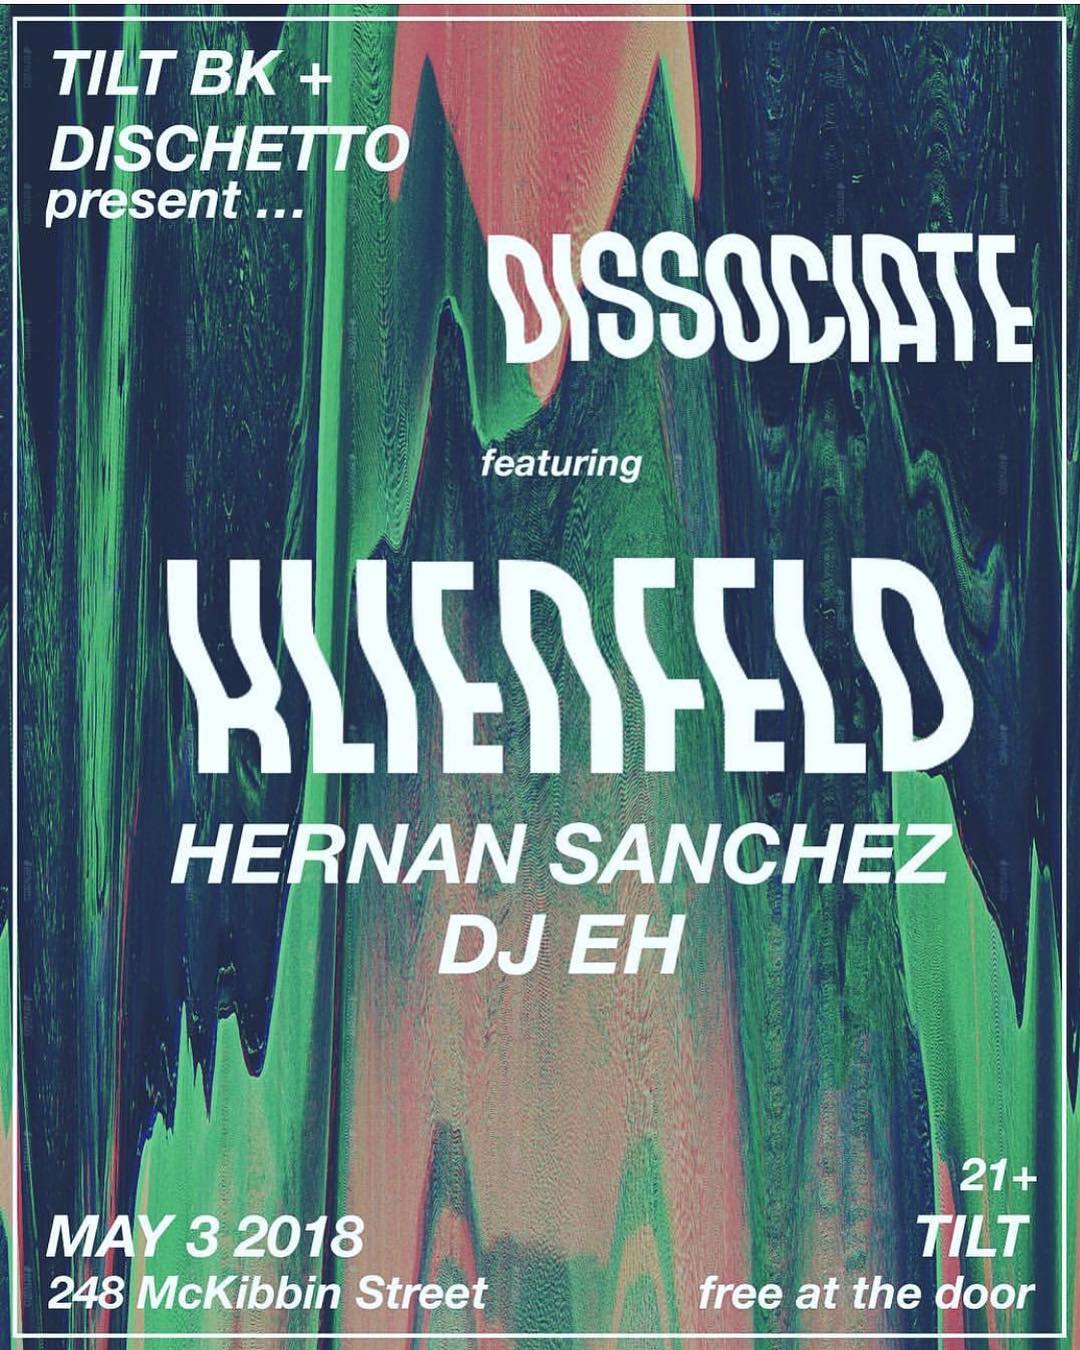 TILT BK +
DISCHETTO
present ...
DISSOCIATE
featuring
KLIENFELD
HERNAN SANCHEZ
DJ EH
21+
MAY 3 2018
TILT
248 McKibbin Street
free at the door